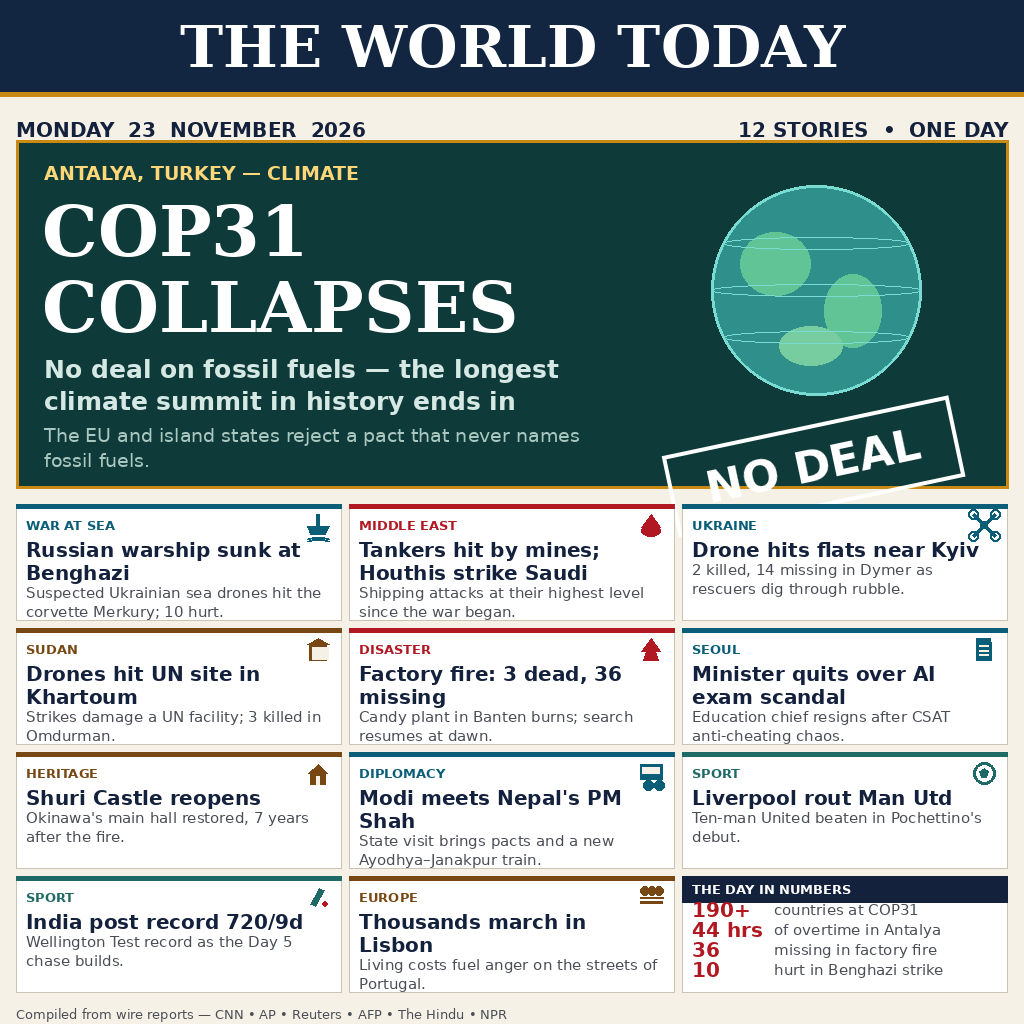 THE WORLD TODAY
MONDAY 23 NOVEMBER 2026
12 STORIES • ONE DAY
ANTALYA, TURKEY — CLIMATE
COP31
COLLAPSES
No deal on fossil fuels — the longest
climate summit in history ends in
The EU and island states reject a pact that never names
fossil fuels.
NO DEAL
WAR AT SEA
Russian warship sunk at
Benghazi
Suspected Ukrainian sea drones hit the
corvette Merkury; 10 hurt.
MIDDLE EAST
Tankers hit by mines;
Houthis strike Saudi
Shipping attacks at their highest level
since the war began.
UKRAINE
Drone hits flats near Kyiv
2 killed, 14 missing in Dymer as
rescuers dig through rubble.
SUDAN
Drones hit UN site in
Khartoum
Strikes damage a UN facility; 3 killed in
Omdurman.
DISASTER
Factory fire: 3 dead, 36
missing
Candy plant in Banten burns; search
resumes at dawn.
SEOUL
Minister quits over AI
exam scandal
Education chief resigns after CSAT
anti-cheating chaos.
HERITAGE
Shuri Castle reopens
Okinawa's main hall restored, 7 years
after the fire.
DIPLOMACY
Modi meets Nepal's PM
Shah
State visit brings pacts and a new
Ayodhya–Janakpur train.
SPORT
Liverpool rout Man Utd
Ten-man United beaten in Pochettino's
debut.
SPORT
India post record 720/9d
Wellington Test record as the Day 5
chase builds.
EUROPE
Thousands march in
Lisbon
Living costs fuel anger on the streets of
Portugal.
THE DAY IN NUMBERS
190+ countries at COP31
44 hrs of overtime in Antalya
36 missing in factory fire
10 hurt in Benghazi strike
Compiled from wire reports — CNN • AP • Reuters • AFP • The Hindu • NPR